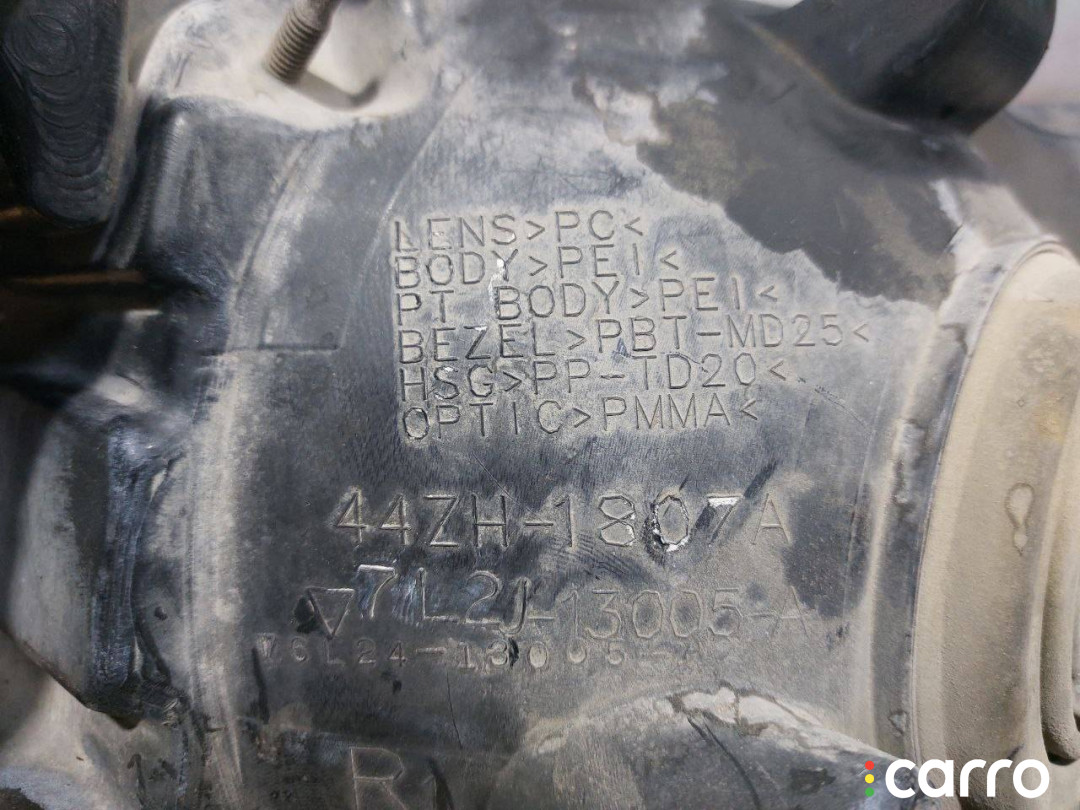 LENS>PC<
BODY>PEI<
PT BODY>PEI<
BEZEL>PBT-MD25<
HSG>PP-TD20<
OPTIC>PMMA<
44ZH-1807A
7L2J-13005-A
carro